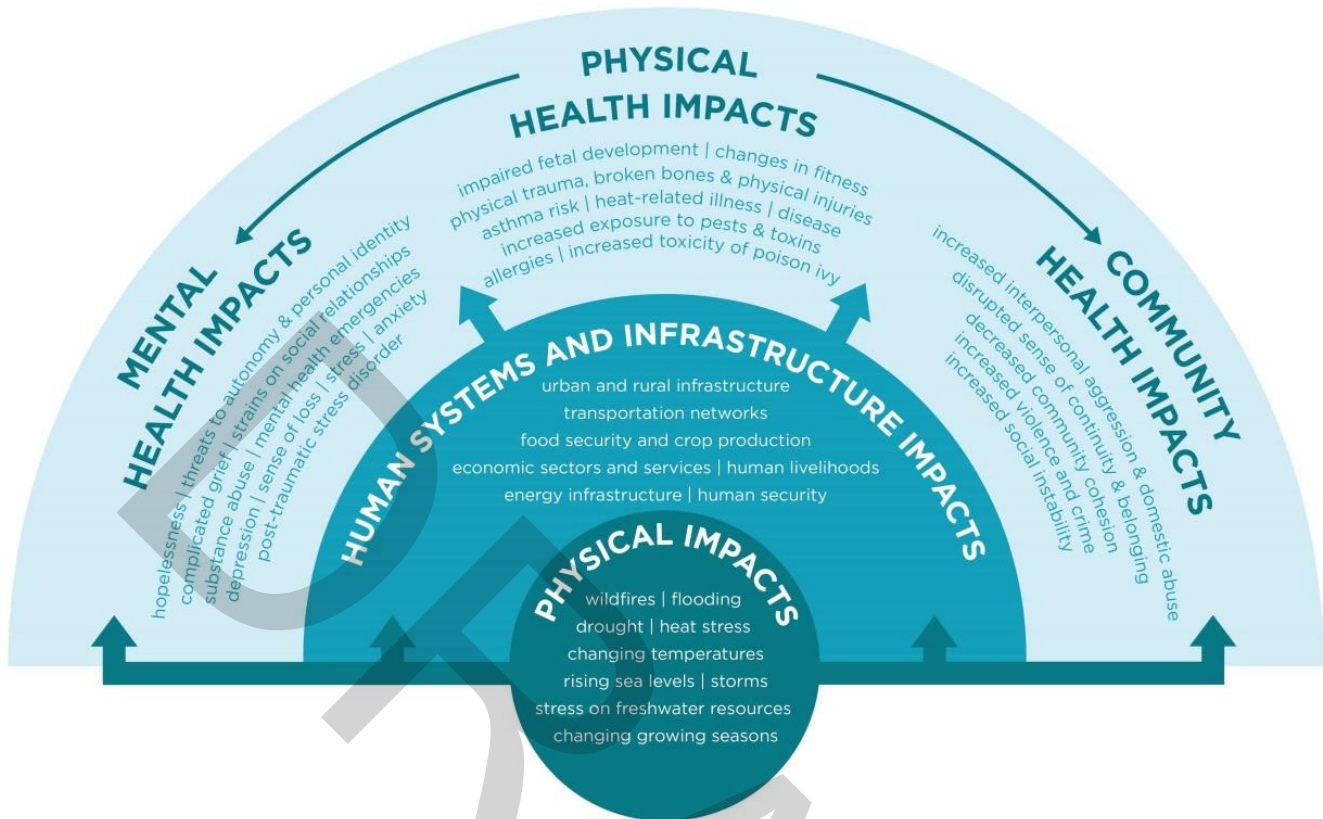 PHYSICAL
HEALTH IMPACTS
impaired fetal development | changes in fitness
physical trauma, broken bones & physical injuries
asthma risk | heat-related illness | disease
increased exposure to pests & toxins
allergies | increased toxicity of poison ivy
MENTAL
HEALTH IMPACTS
hopelessness | threats to autonomy & personal identity
complicated grief | strains on social relationships
substance abuse | mental health emergencies
depression | sense of loss | stress | anxiety
post-traumatic stress disorder
COMMUNITY
HEALTH IMPACTS
increased interpersonal aggression & domestic abuse
disrupted sense of continuity & belonging
decreased community cohesion
increased violence and crime
increased social instability
HUMAN SYSTEMS AND INFRASTRUCTURE IMPACTS
urban and rural infrastructure
transportation networks
food security and crop production
economic sectors and services | human livelihoods
energy infrastructure | human security
PHYSICAL IMPACTS
wildfires | flooding
drought | heat stress
changing temperatures
rising sea levels | storms
stress on freshwater resources
changing growing seasons